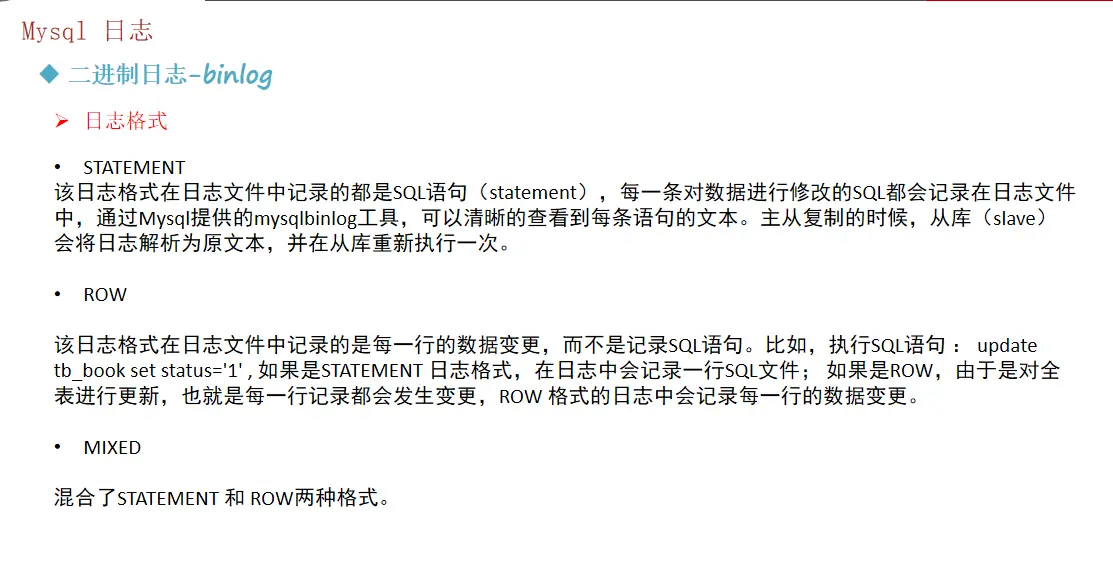 Mysql 日志
◆ 二进制日志-binlog
➢ 日志格式
• STATEMENT
该日志格式在日志文件中记录的都是SQL语句（statement），每一条对数据进行修改的SQL都会记录在日志文件
中，通过Mysql提供的mysqlbinlog工具，可以清晰的查看到每条语句的文本。主从复制的时候，从库（slave）
会将日志解析为原文本，并在从库重新执行一次。
• ROW
该日志格式在日志文件中记录的是每一行的数据变更，而不是记录SQL语句。比如，执行SQL语句 ： update
tb_book set status='1' , 如果是STATEMENT 日志格式，在日志中会记录一行SQL文件； 如果是ROW，由于是对全
表进行更新，也就是每一行记录都会发生变更，ROW 格式的日志中会记录每一行的数据变更。
• MIXED
混合了STATEMENT 和 ROW两种格式。